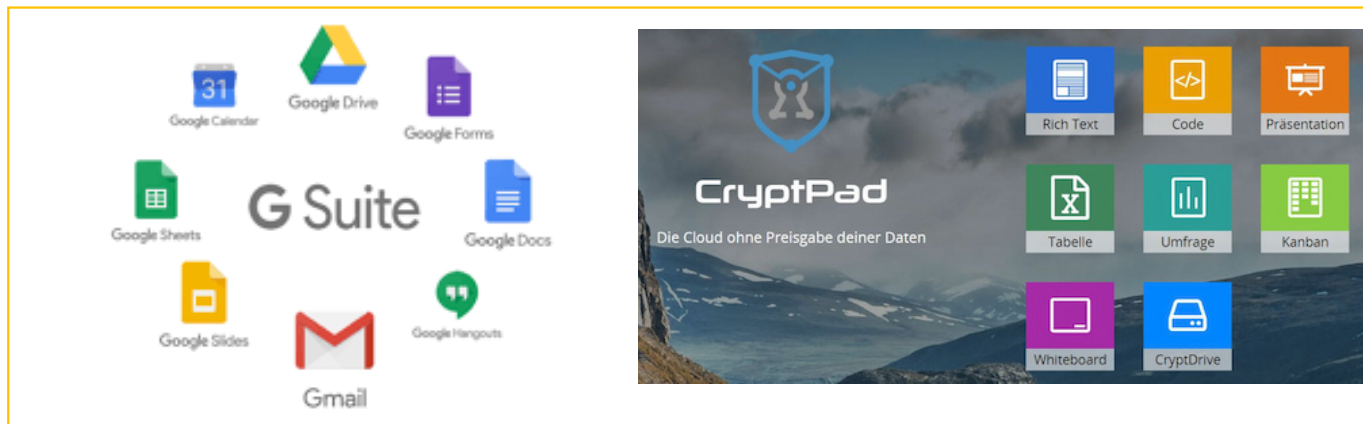 31
Google Drive
Google Calendar
Google Forms
G Suite
Google Sheets
Google Docs
Google Slides
Google Hangouts
Gmail
CryptPad
Die Cloud ohne Preisgabe deiner Daten
Rich Text
</>
Code
Präsentation
X
Tabelle
Umfrage
Kanban
Whiteboard
CryptDrive